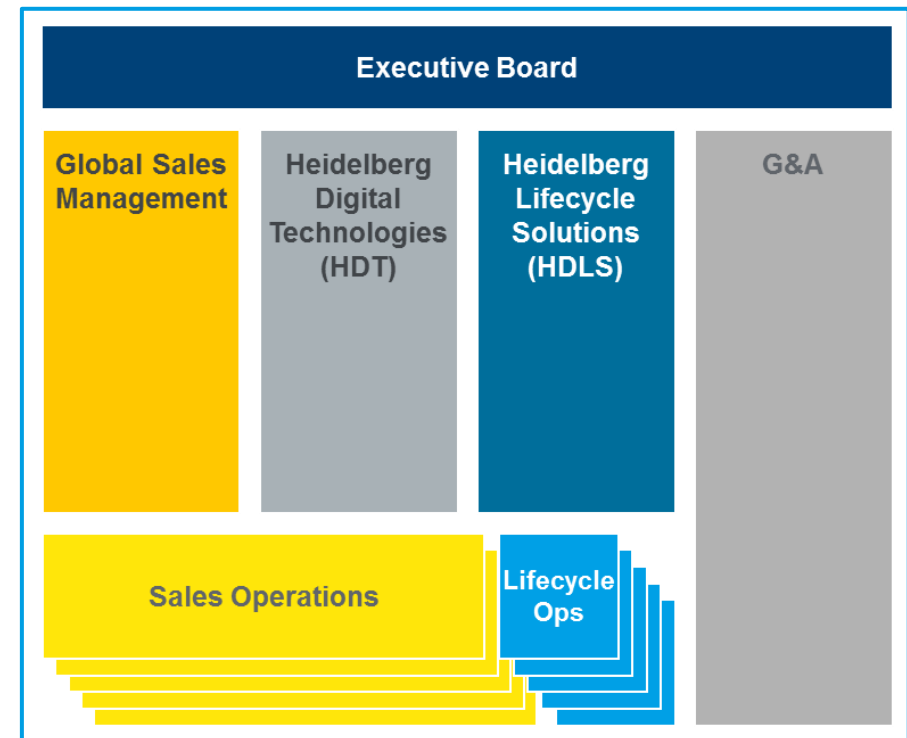 Executive Board
Global Sales
Management
Heidelberg
Digital
Technologies
(HDT)
Heidelberg
Lifecycle
Solutions
(HDLS)
G&A
Sales Operations
Lifecycle
Ops